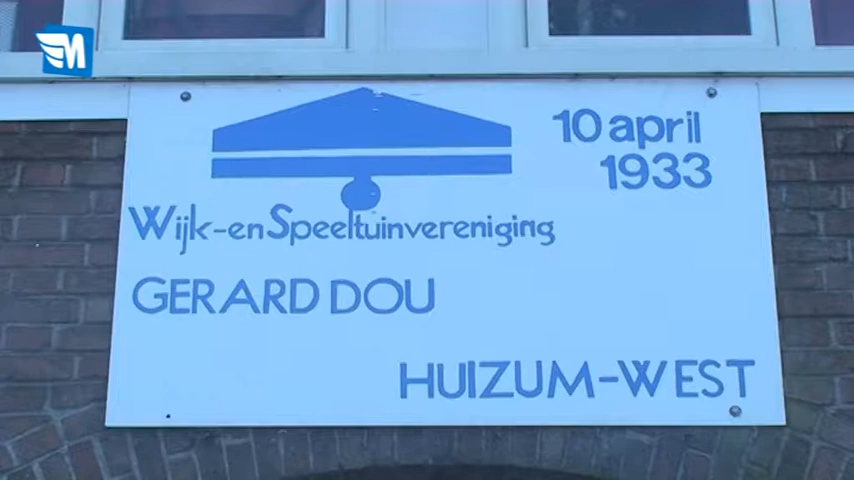 M
10 april
1933
Wijk-en Speeltuinvereniging
GERARD DOU
HUIZUM-WEST